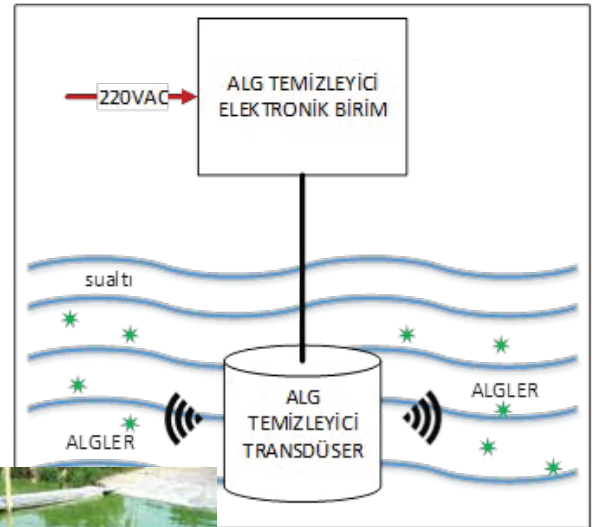 ALG TEMİZLEYİCİ
ELEKTRONİK BİRİM
220VAC
sualtı
ALG
TEMİZLEYİCİ
TRANSDÜSER
ALGLER
ALGLER